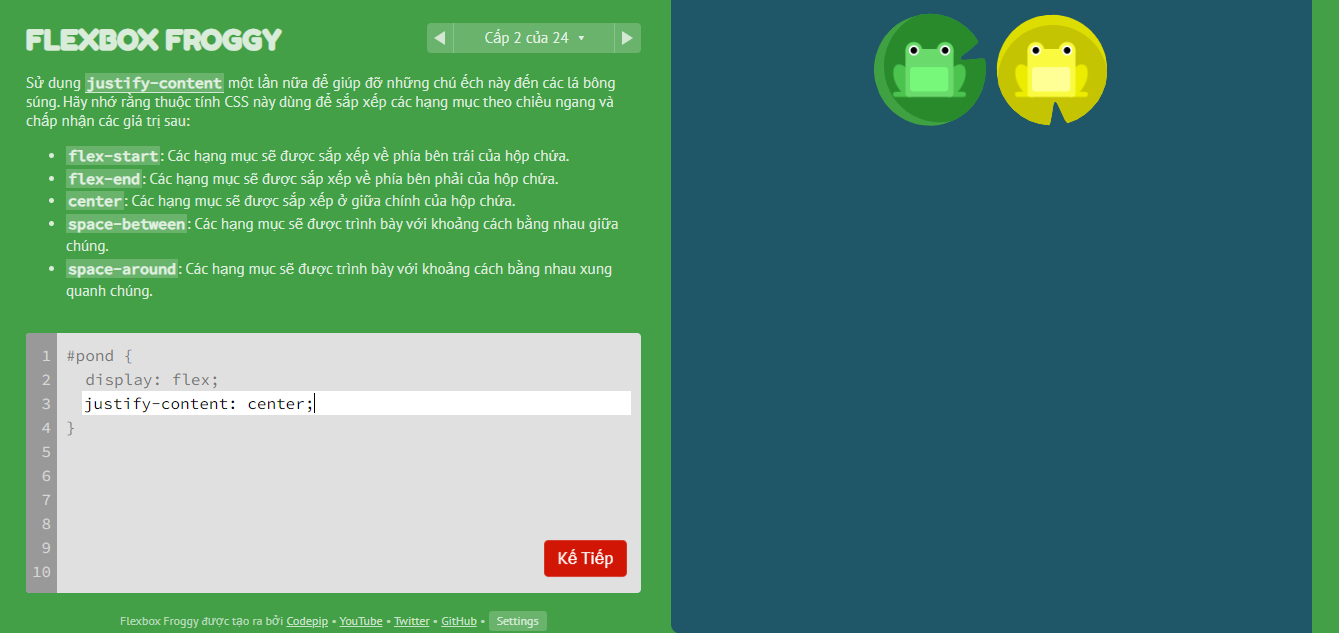 FLEXBOX FROGGY
Cấp 2 của 24
Sử dụng justify-content một lần nữa để giúp đỡ những chú ếch này đến các lá bông
súng. Hãy nhớ rằng thuộc tính CSS này dùng để sắp xếp các hạng mục theo chiều ngang và
chấp nhận các giá trị sau:
• flex-start: Các hạng mục sẽ được sắp xếp về phía bên trái của hộp chứa.
• flex-end: Các hạng mục sẽ được sắp xếp về phía bên phải của hộp chứa.
• center: Các hạng mục sẽ được sắp xếp ở giữa chính của hộp chứa.
• space-between: Các hạng mục sẽ được trình bày với khoảng cách bằng nhau giữa
chúng.
• space-around: Các hạng mục sẽ được trình bày với khoảng cách bằng nhau xung
quanh chúng.
1 #pond {
2 display: flex;
3 justify-content: center;
4 }
5
6
7
8
9
10
Kế Tiếp
Flexbox Froggy được tạo ra bởi Codepip • YouTube • Twitter • GitHub • Settings